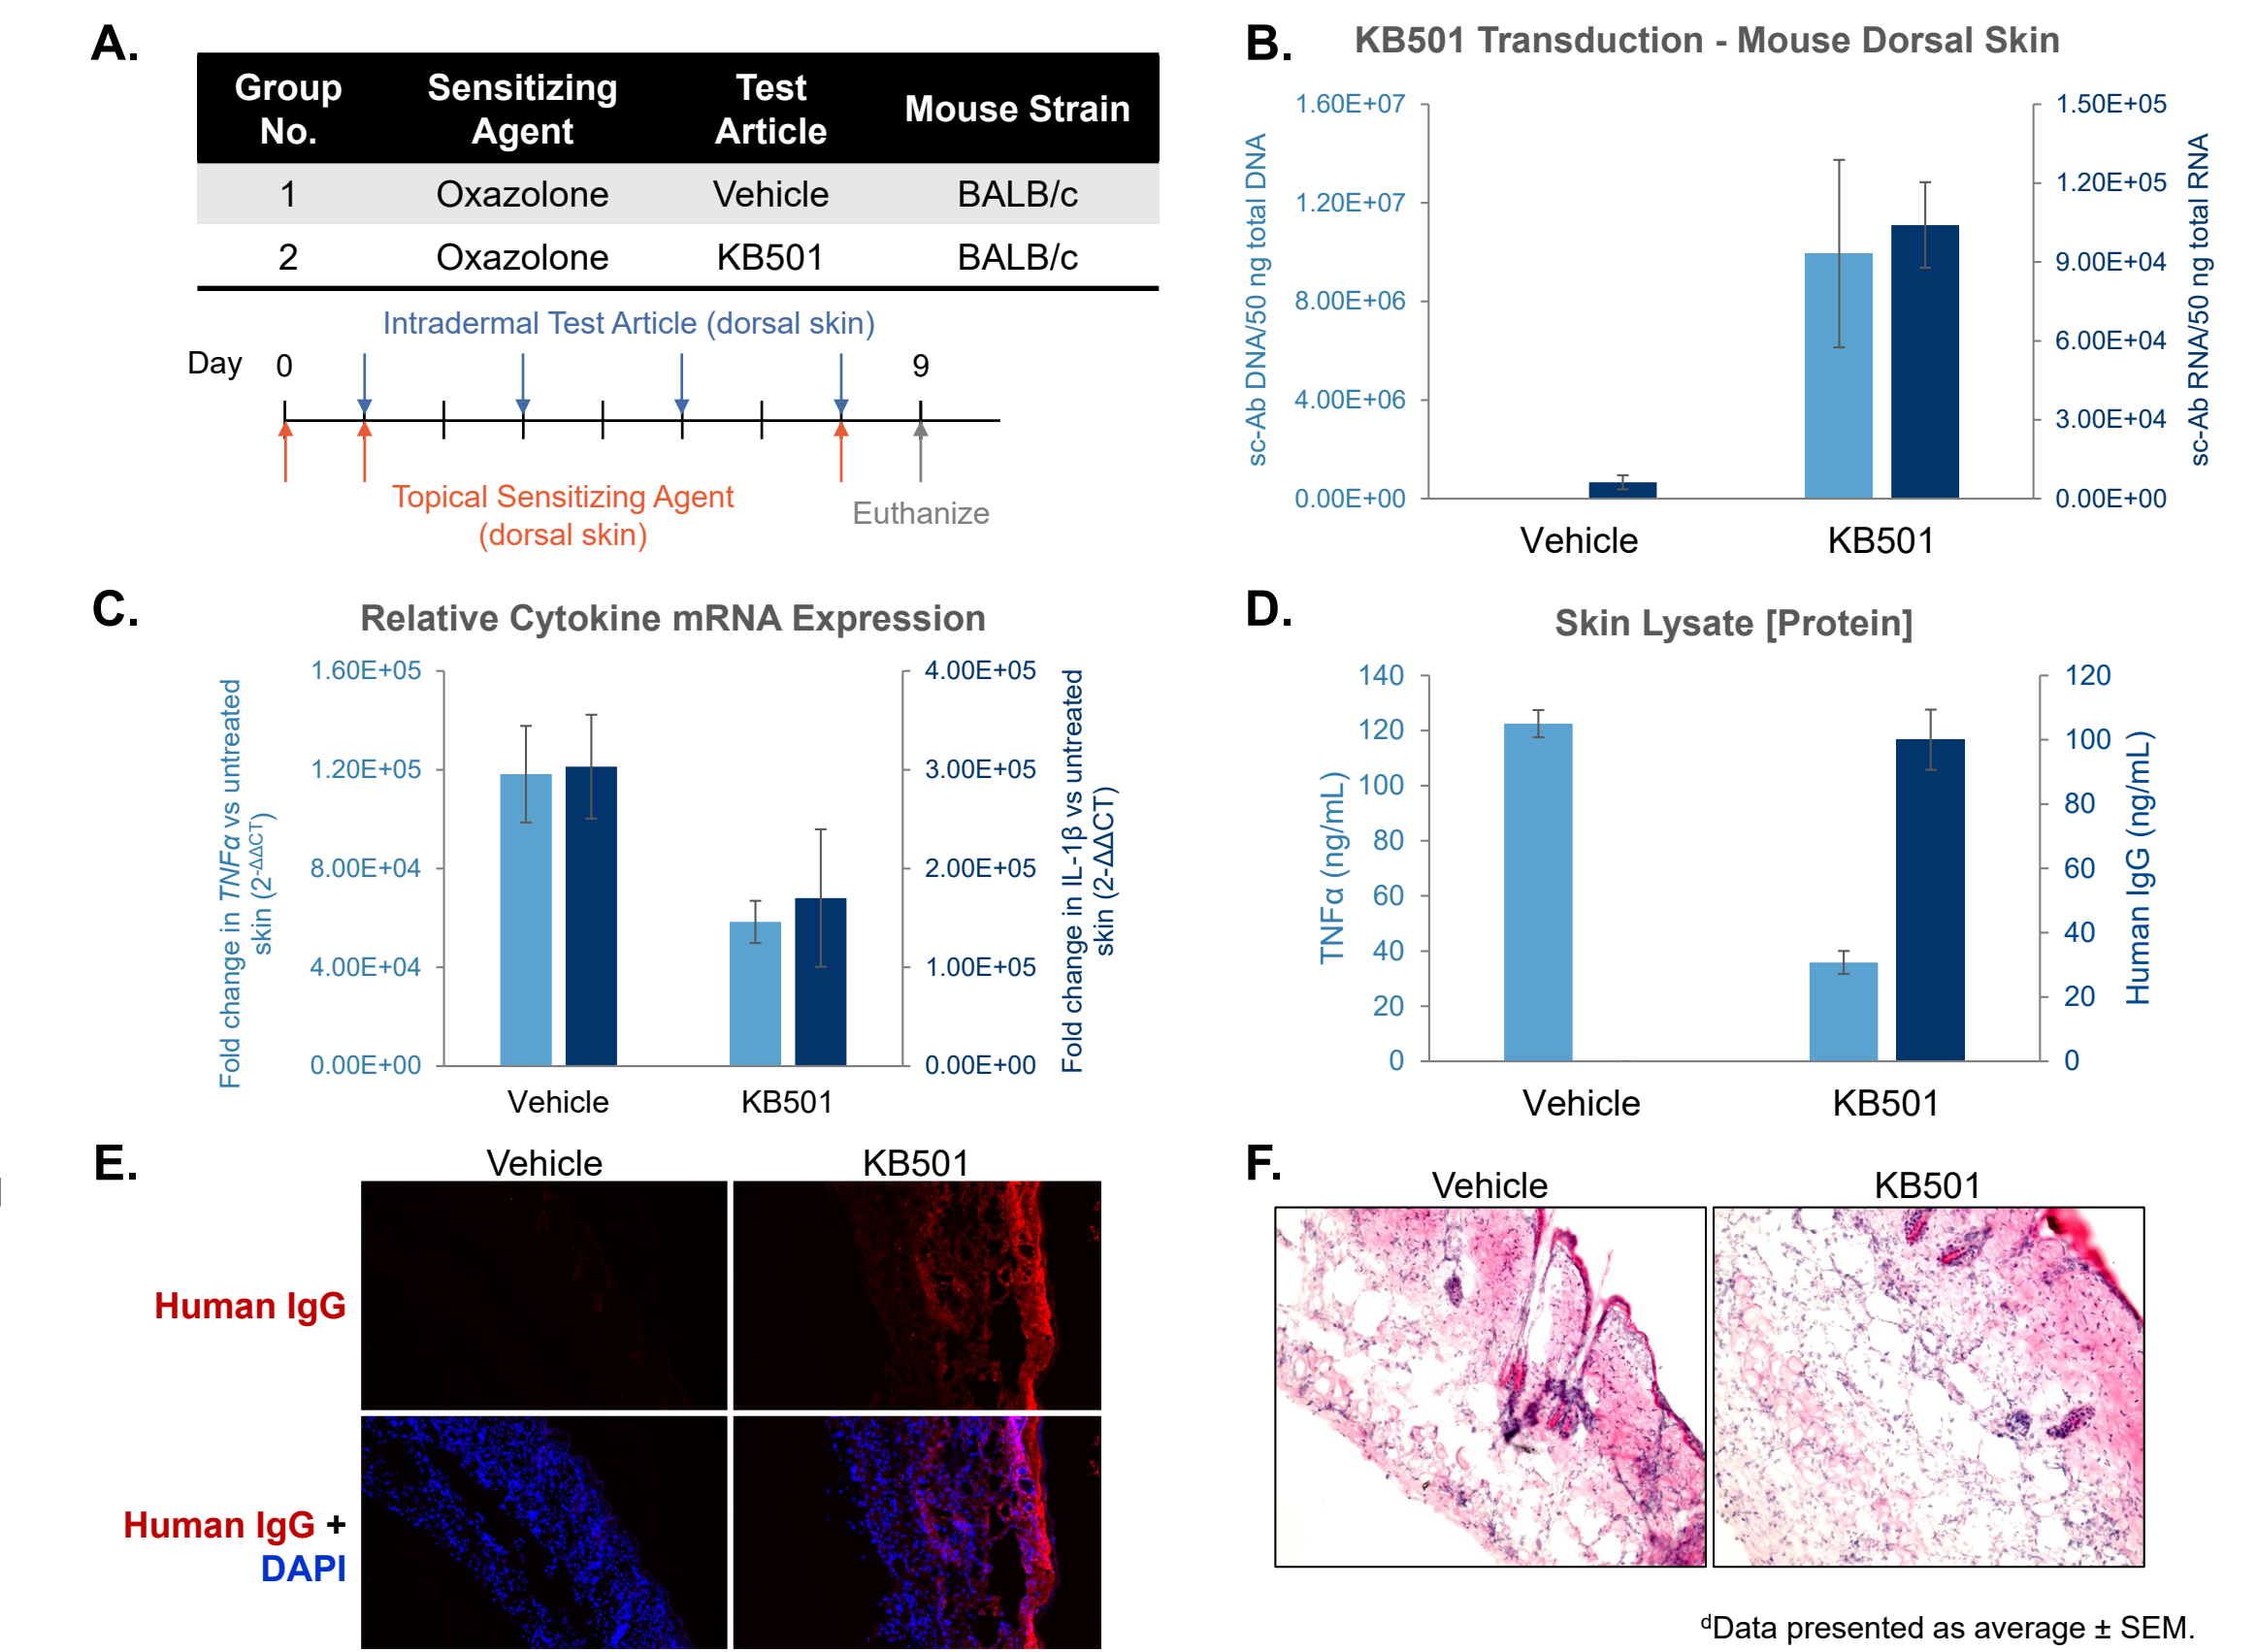 A.
Group No.
Sensitizing Agent
Test Article
Mouse Strain
1 Oxazolone Vehicle BALB/c
2 Oxazolone KB501 BALB/c
Intradermal Test Article (dorsal skin)
Day 0 9
Topical Sensitizing Agent
(dorsal skin)
Euthanize
B.
KB501 Transduction - Mouse Dorsal Skin
sc-Ab DNA/50 ng total DNA
1.60E+07
1.20E+07
8.00E+06
4.00E+06
0.00E+00
1.50E+05
1.20E+05
9.00E+04
6.00E+04
3.00E+04
0.00E+00
sc-Ab RNA/50 ng total RNA
Vehicle KB501
C.
Relative Cytokine mRNA Expression
Fold change in TNFα vs untreated
skin (2^-ΔΔCT)
1.60E+05
1.20E+05
8.00E+04
4.00E+04
0.00E+00
4.00E+05
3.00E+05
2.00E+05
1.00E+05
0.00E+00
Fold change in IL-1β vs untreated
skin (2-ΔΔCT)
Vehicle KB501
D.
Skin Lysate [Protein]
TNFα (ng/mL)
140
120
100
80
60
40
20
0
120
100
80
60
40
20
0
Human IgG (ng/mL)
Vehicle KB501
E.
Vehicle KB501
Human IgG
Human IgG +
DAPI
F.
Vehicle KB501
ᵈData presented as average ± SEM.